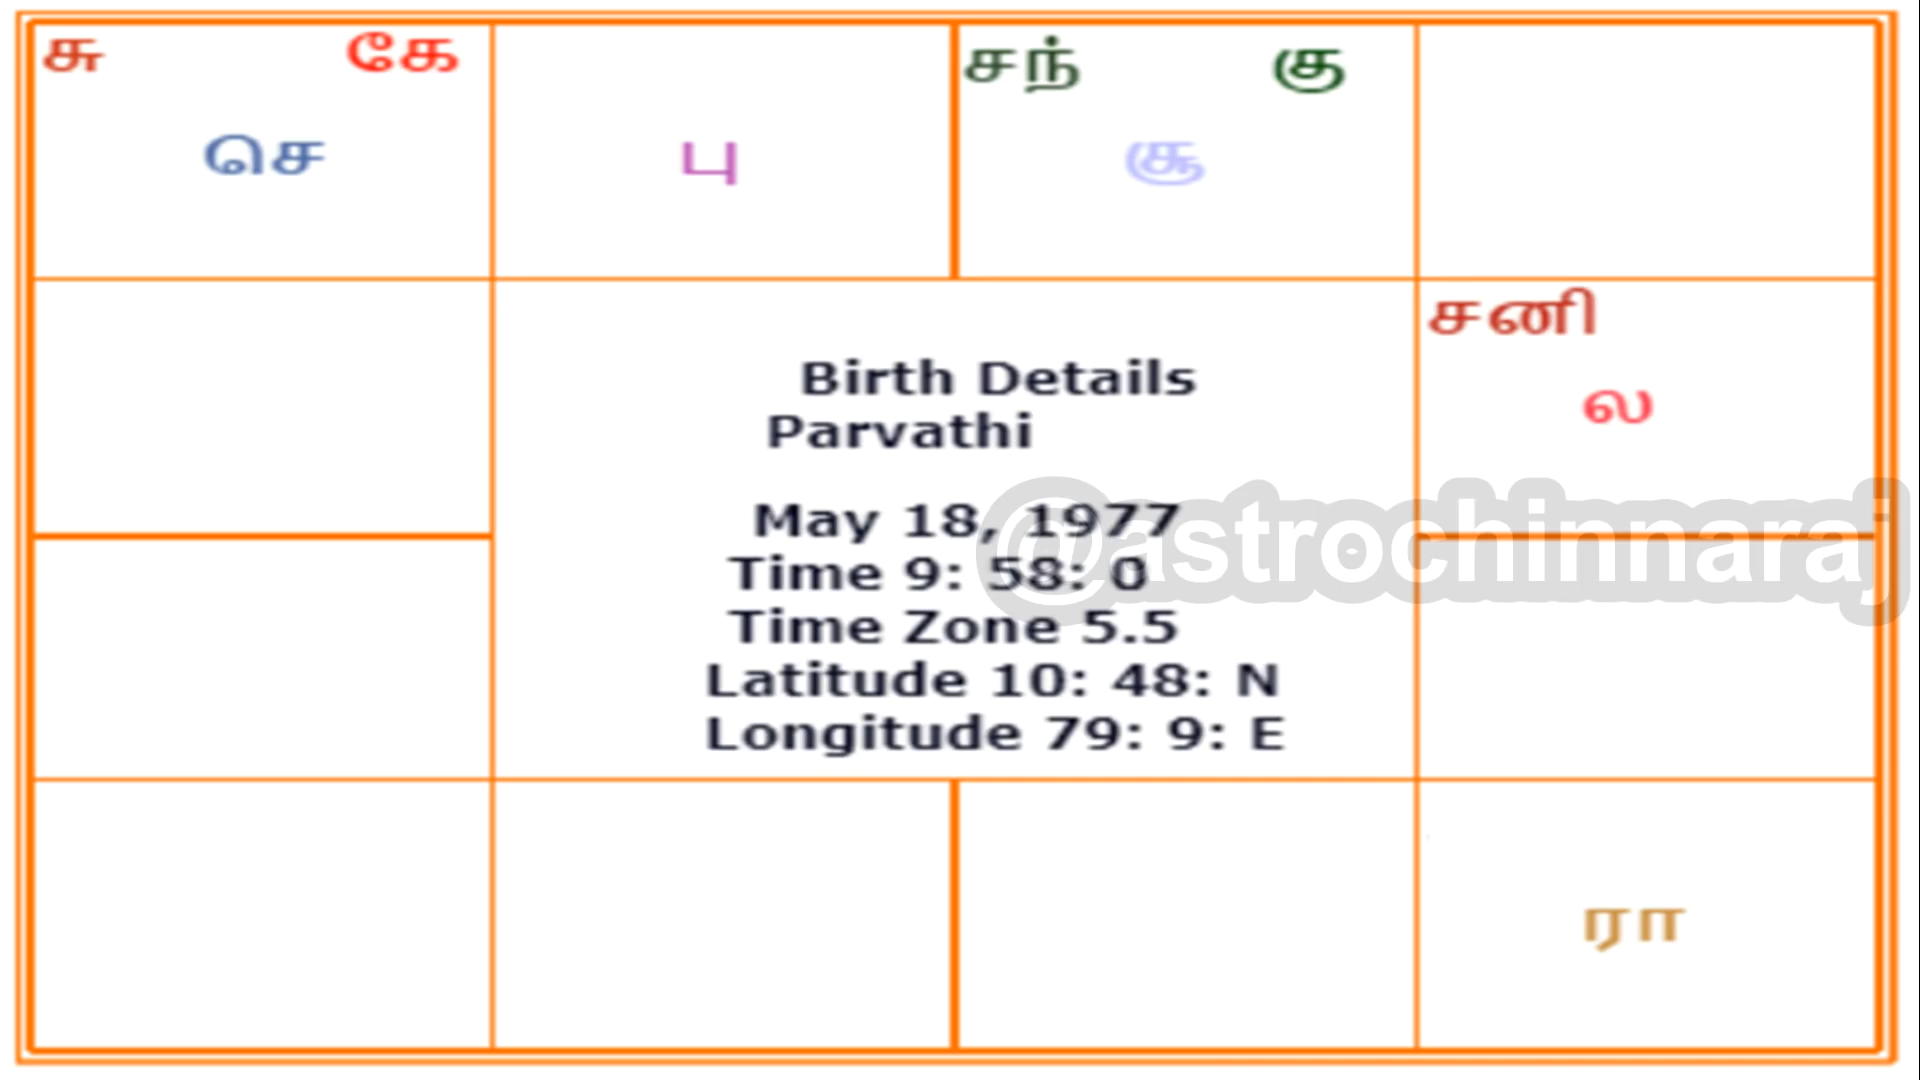 சு கே
செ
பு
சந் கு
சூ
சனி
ல
Birth Details
Parvathi
May 18, 1977
Time 9: 58: 0
Time Zone 5.5
Latitude 10: 48: N
Longitude 79: 9: E
@astrochinnaraj
ரா